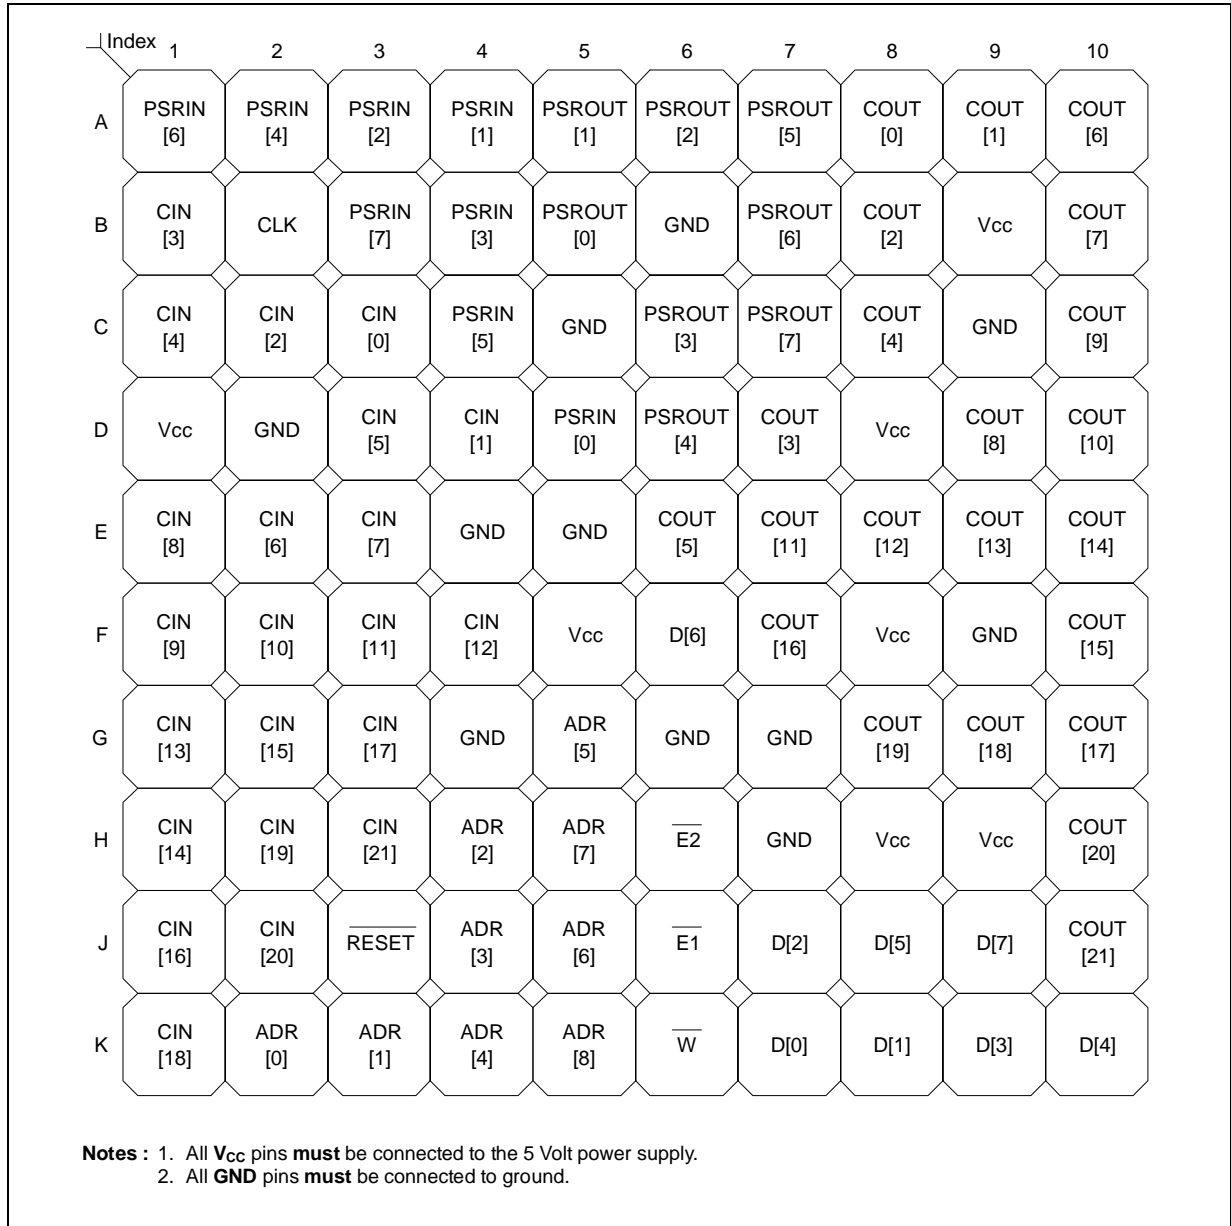 Index
1 2 3 4 5 6 7 8 9 10
A PSRIN PSRIN PSRIN PSRIN PSROUT PSROUT PSROUT COUT COUT COUT
[6] [4] [2] [1] [1] [2] [5] [0] [1] [6]
B CIN CLK PSRIN PSRIN PSROUT GND PSROUT COUT Vcc COUT
[3] [7] [3] [0] [6] [2] [7]
C CIN CIN CIN PSRIN GND PSROUT PSROUT COUT GND COUT
[4] [2] [0] [5] [3] [7] [4] [9]
D Vcc GND CIN CIN PSRIN PSROUT COUT Vcc COUT COUT
[5] [1] [0] [4] [3] [8] [10]
E CIN CIN CIN GND GND COUT COUT COUT COUT COUT
[8] [6] [7] [5] [11] [12] [13] [14]
F CIN CIN CIN CIN Vcc D[6] COUT Vcc GND COUT
[9] [10] [11] [12] [16] [15]
G CIN CIN CIN GND ADR GND GND COUT COUT COUT
[13] [15] [17] [5] [19] [18] [17]
H CIN CIN CIN ADR ADR E2 GND Vcc Vcc COUT
[14] [19] [21] [2] [7] [20]
J CIN CIN RESET ADR ADR E1 D[2] D[5] D[7] COUT
[16] [20] [3] [6] [21]
K CIN ADR ADR ADR ADR W D[0] D[1] D[3] D[4]
[18] [0] [1] [4] [8]
Notes : 1. All VCC pins must be connected to the 5 Volt power supply.
2. All GND pins must be connected to ground.